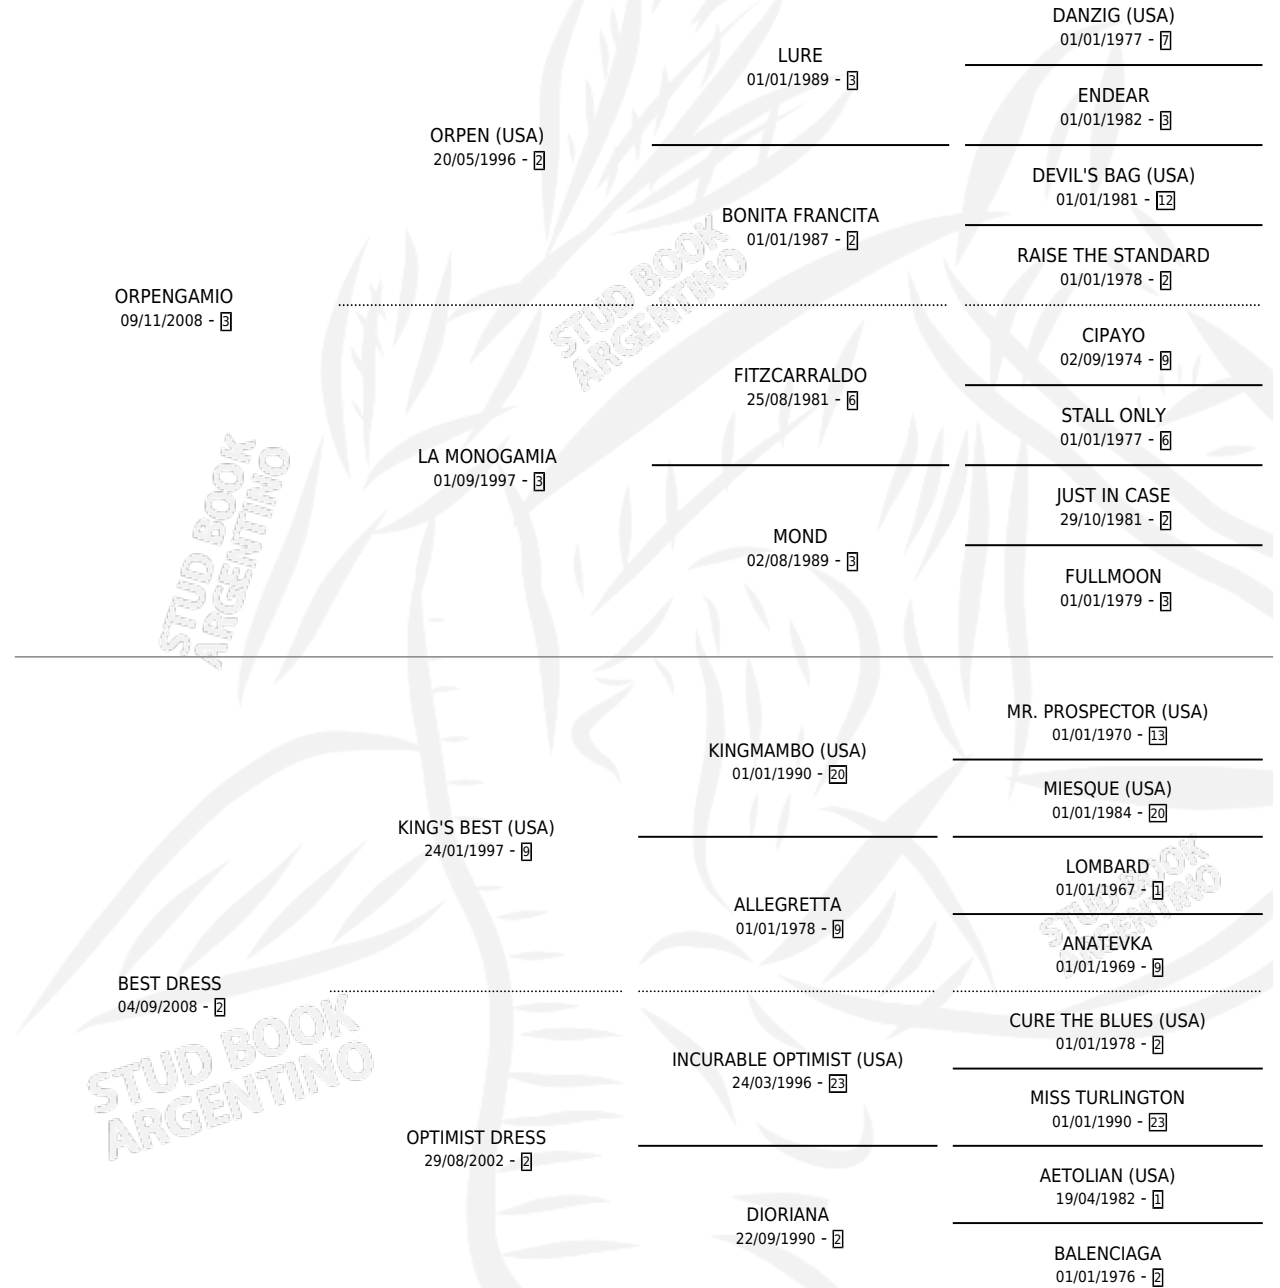 DANZIG (USA)
01/01/1977 - 7
LURE
01/01/1989 - 3
ENDEAR
01/01/1982 - 3
ORPEN (USA)
20/05/1996 - 2
DEVIL'S BAG (USA)
01/01/1981 - 12
BONITA FRANCITA
01/01/1987 - 2
RAISE THE STANDARD
01/01/1978 - 2
ORPENGAMIO
09/11/2008 - 3
STUD BOOK
ARGENTINO
CIPAYO
02/09/1974 - 9
FITZCARRALDO
25/08/1981 - 6
STALL ONLY
01/01/1977 - 6
LA MONOGAMIA
01/09/1997 - 3
JUST IN CASE
29/10/1981 - 2
MOND
02/08/1989 - 3
FULLMOON
01/01/1979 - 3
STUD BOOK
ARGENTINO
MR. PROSPECTOR (USA)
01/01/1970 - 13
KINGMAMBO (USA)
01/01/1990 - 20
MIESQUE (USA)
01/01/1984 - 20
KING'S BEST (USA)
24/01/1997 - 9
LOMBARD
01/01/1967 - 1
ALLEGRETTA
01/01/1978 - 9
ANATEVKA
01/01/1969 - 9
STUD BOOK
ARGENTINO
BEST DRESS
04/09/2008 - 2
STUD BOOK
ARGENTINO
CURE THE BLUES (USA)
01/01/1978 - 2
INCURABLE OPTIMIST (USA)
24/03/1996 - 23
MISS TURLINGTON
01/01/1990 - 23
OPTIMIST DRESS
29/08/2002 - 2
AETOLIAN (USA)
19/04/1982 - 1
DIORIANA
22/09/1990 - 2
BALENCIAGA
01/01/1976 - 2